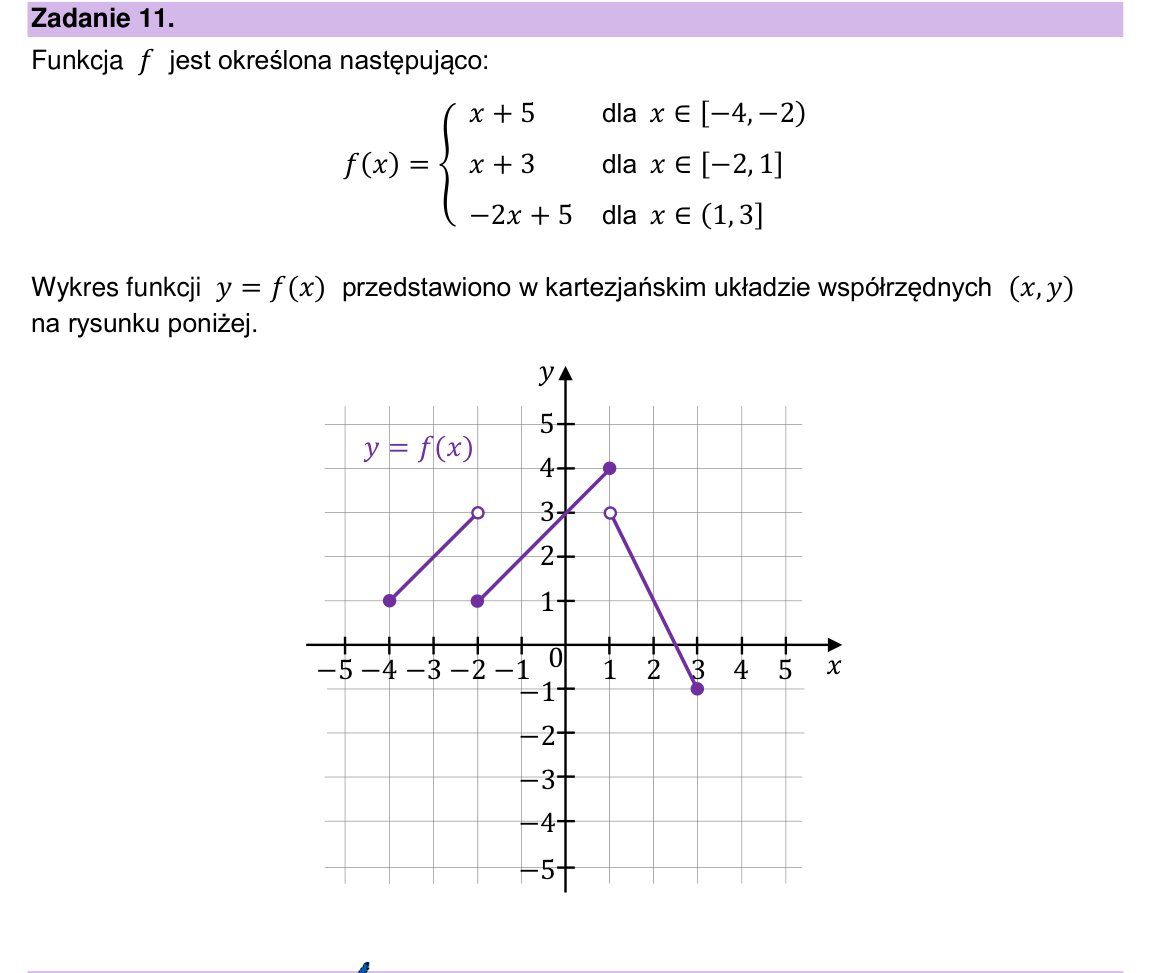 Zadanie 11.
Funkcja f jest określona następująco:
x + 5 dla x ∈ [−4, −2)
f(x) = { x + 3 dla x ∈ [−2, 1]
−2x + 5 dla x ∈ (1, 3]
Wykres funkcji y = f(x) przedstawiono w kartezjańskim układzie współrzędnych (x, y)
na rysunku poniżej.
y
5
y = f(x)
4
3
2
1
0
−5 −4 −3 −2 −1 1 2 3 4 5 x
−1
−2
−3
−4
−5